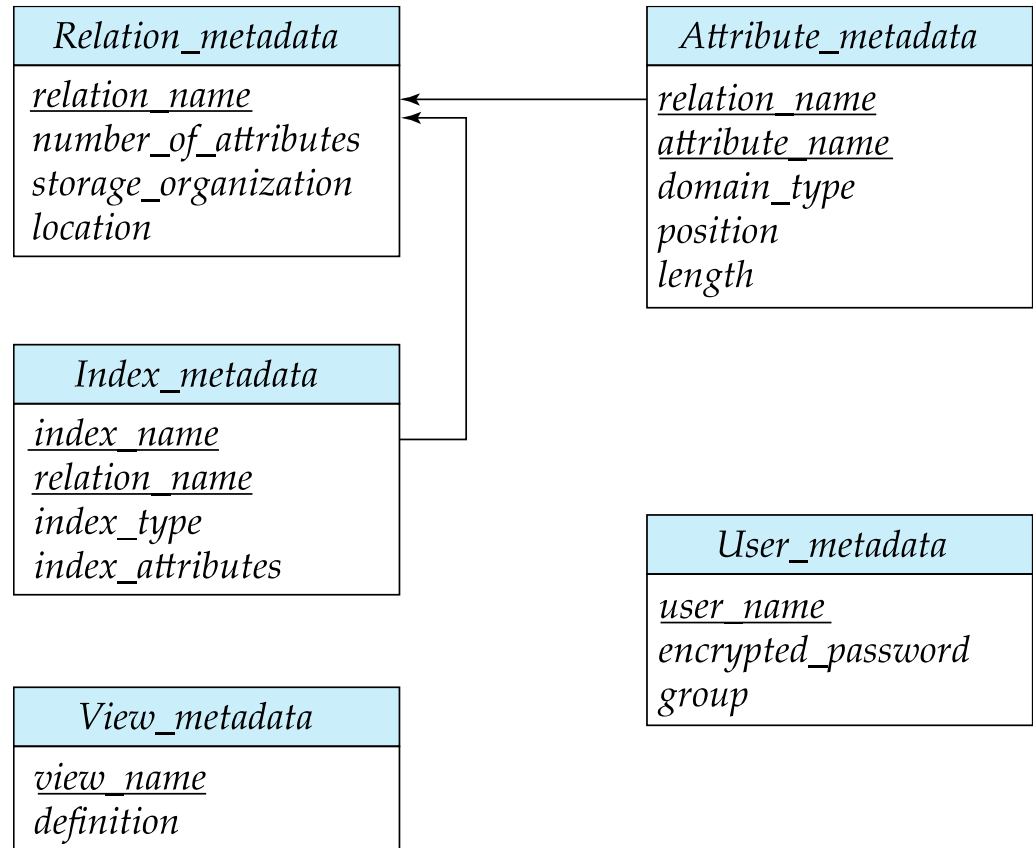 Relation_metadata
relation_name
number_of_attributes
storage_organization
location
Attribute_metadata
relation_name
attribute_name
domain_type
position
length
Index_metadata
index_name
relation_name
index_type
index_attributes
User_metadata
user_name
encrypted_password
group
View_metadata
view_name
definition